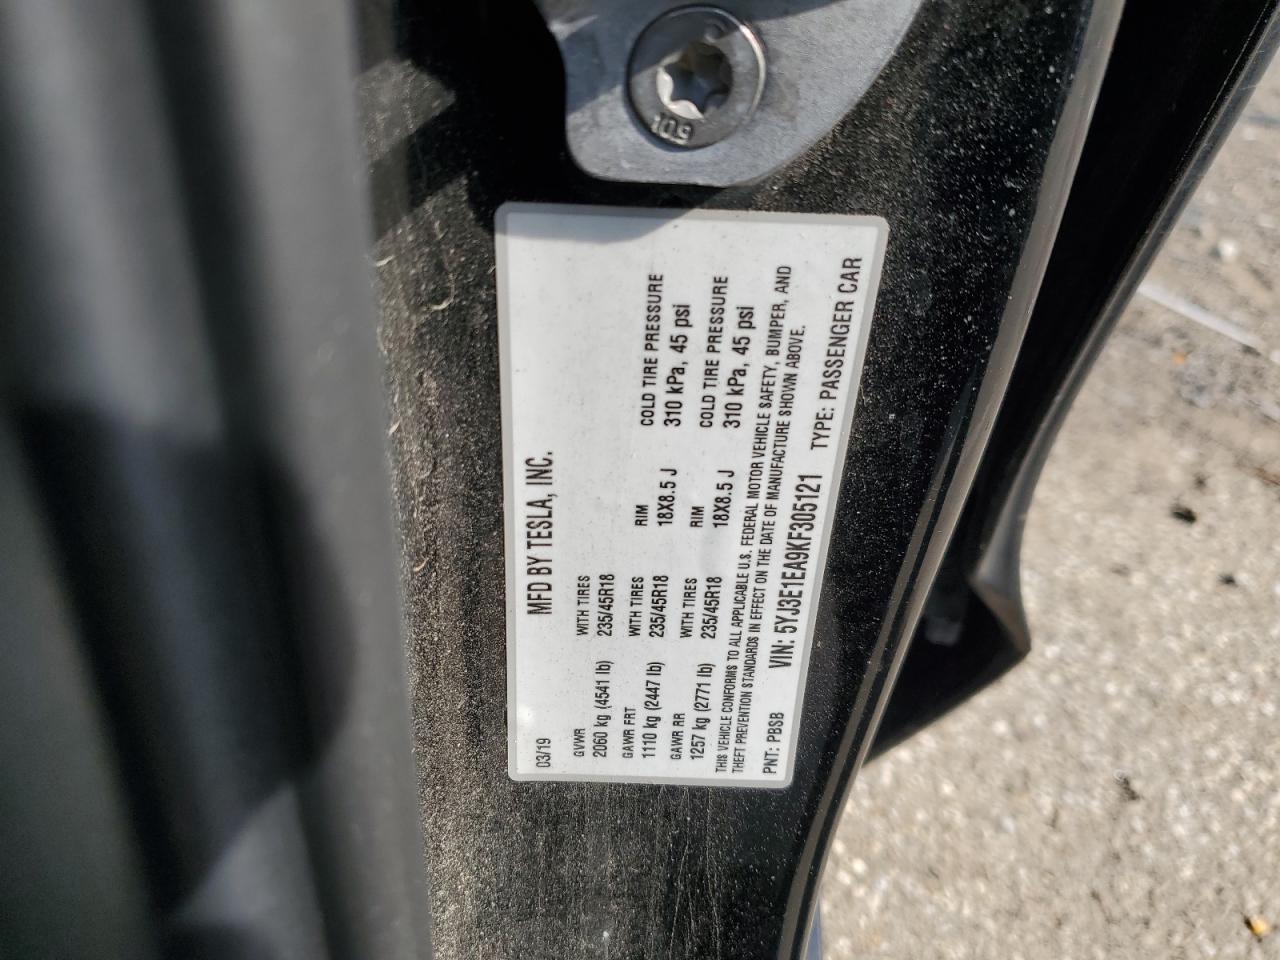 10.9
MFD BY TESLA, INC.
03/19
GVWR WITH TIRES RIM COLD TIRE PRESSURE
2060 kg (4541 lb) 235/45R18 18X8.5 J 310 kPa, 45 psi
GAWR FRT WITH TIRES RIM COLD TIRE PRESSURE
1110 kg (2447 lb) 235/45R18 18X8.5 J 310 kPa, 45 psi
GAWR RR WITH TIRES
1257 kg (2771 lb) 235/45R18
THIS VEHICLE CONFORMS TO ALL APPLICABLE U.S. FEDERAL MOTOR VEHICLE SAFETY, BUMPER, AND
THEFT PREVENTION STANDARDS IN EFFECT ON THE DATE OF MANUFACTURE SHOWN ABOVE.
PNT: PBSB VIN: 5YJ3E1EA9KF305121 TYPE: PASSENGER CAR